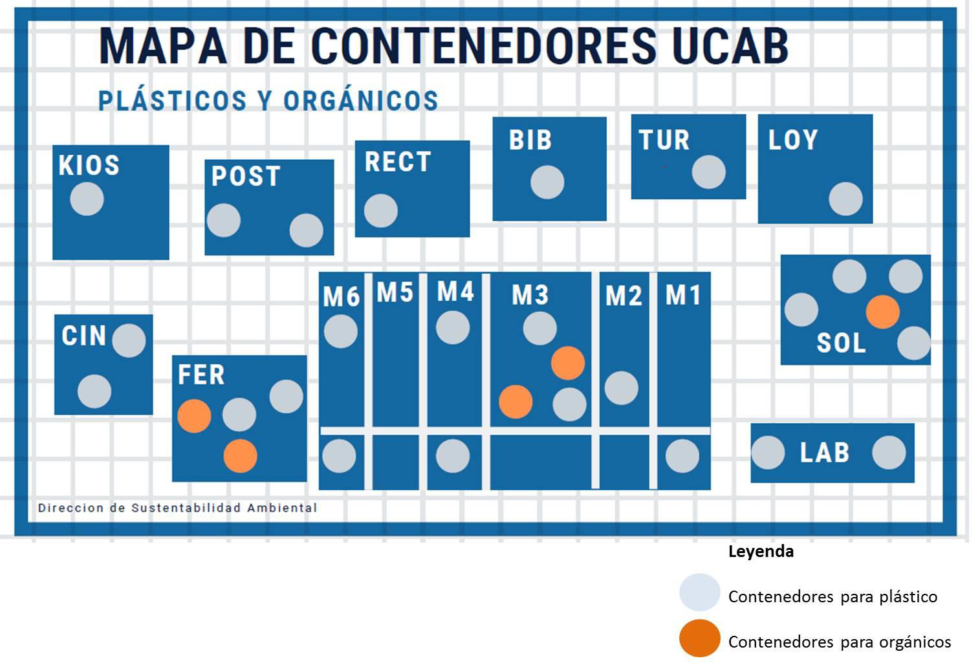 MAPA DE CONTENEDORES UCAB
PLÁSTICOS Y ORGÁNICOS
KIOS
POST
RECT
BIB
TUR
LOY
CIN
FER
M6
M5
M4
M3
M2
M1
SOL
LAB
Direccion de Sustentabilidad Ambiental
Leyenda
Contenedores para plástico
Contenedores para orgánicos